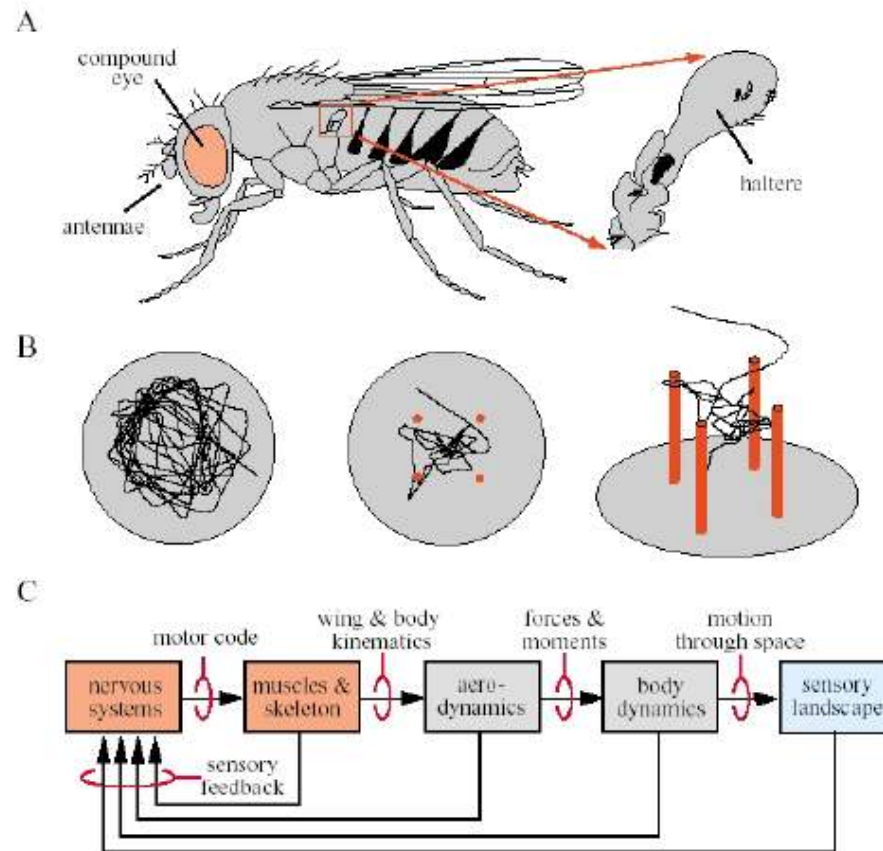 A
compound
eye
antennae
haltere
B
C
motor code
wing & body
kinematics
forces &
moments
motion
through space
nervous
systems
muscles &
skeleton
aero-
dynamics
body
dynamics
sensory
landscape
sensory
feedback